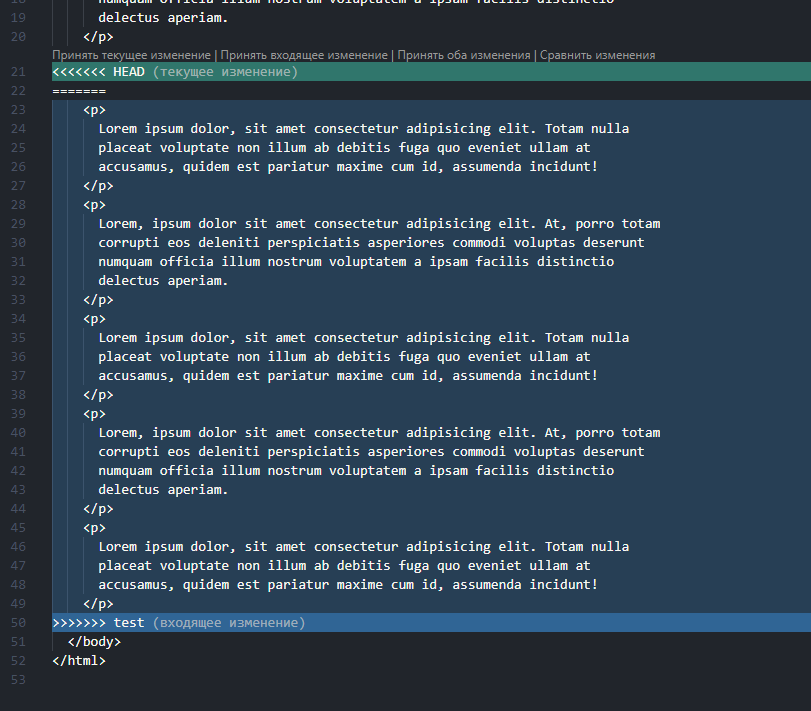 18 numquam officia illum nostrum voluptatem a ipsam facilis distinctio
19 delectus aperiam.
20 </p>
Принять текущее изменение | Принять входящее изменение | Принять оба изменения | Сравнить изменения
21 <<<<<<< HEAD (текущее изменение)
22 =======
23 <p>
24 Lorem ipsum dolor, sit amet consectetur adipisicing elit. Totam nulla
25 placeat voluptate non illum ab debitis fuga quo eveniet ullam at
26 accusamus, quidem est pariatur maxime cum id, assumenda incidunt!
27 </p>
28 <p>
29 Lorem, ipsum dolor sit amet consectetur adipisicing elit. At, porro totam
30 corrupti eos deleniti perspiciatis asperiores commodi voluptas deserunt
31 numquam officia illum nostrum voluptatem a ipsam facilis distinctio
32 delectus aperiam.
33 </p>
34 <p>
35 Lorem ipsum dolor, sit amet consectetur adipisicing elit. Totam nulla
36 placeat voluptate non illum ab debitis fuga quo eveniet ullam at
37 accusamus, quidem est pariatur maxime cum id, assumenda incidunt!
38 </p>
39 <p>
40 Lorem, ipsum dolor sit amet consectetur adipisicing elit. At, porro totam
41 corrupti eos deleniti perspiciatis asperiores commodi voluptas deserunt
42 numquam officia illum nostrum voluptatem a ipsam facilis distinctio
43 delectus aperiam.
44 </p>
45 <p>
46 Lorem ipsum dolor, sit amet consectetur adipisicing elit. Totam nulla
47 placeat voluptate non illum ab debitis fuga quo eveniet ullam at
48 accusamus, quidem est pariatur maxime cum id, assumenda incidunt!
49 </p>
50 >>>>>>> test (входящее изменение)
51 </body>
52 </html>
53